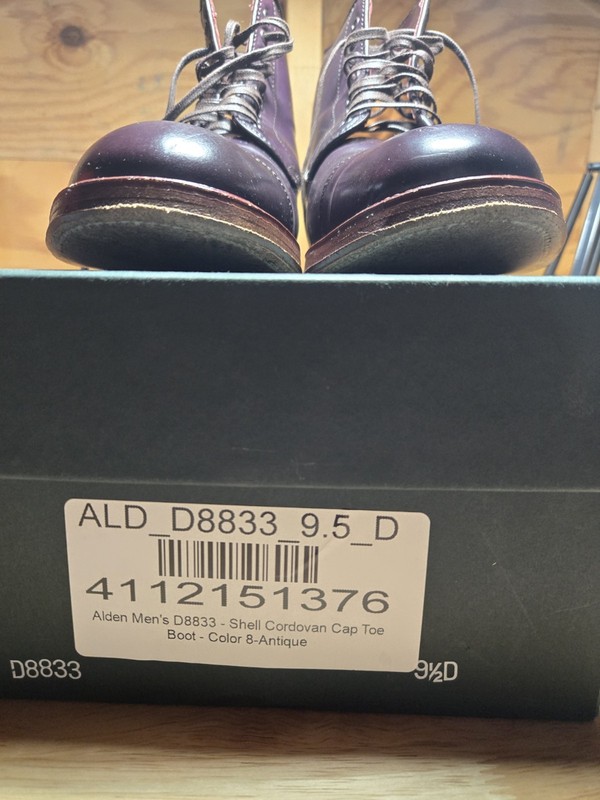 ALD_D8833_9.5_D
4112151376
Alden Men's D8833 - Shell Cordovan Cap Toe
Boot - Color 8-Antique
D8833
9½D